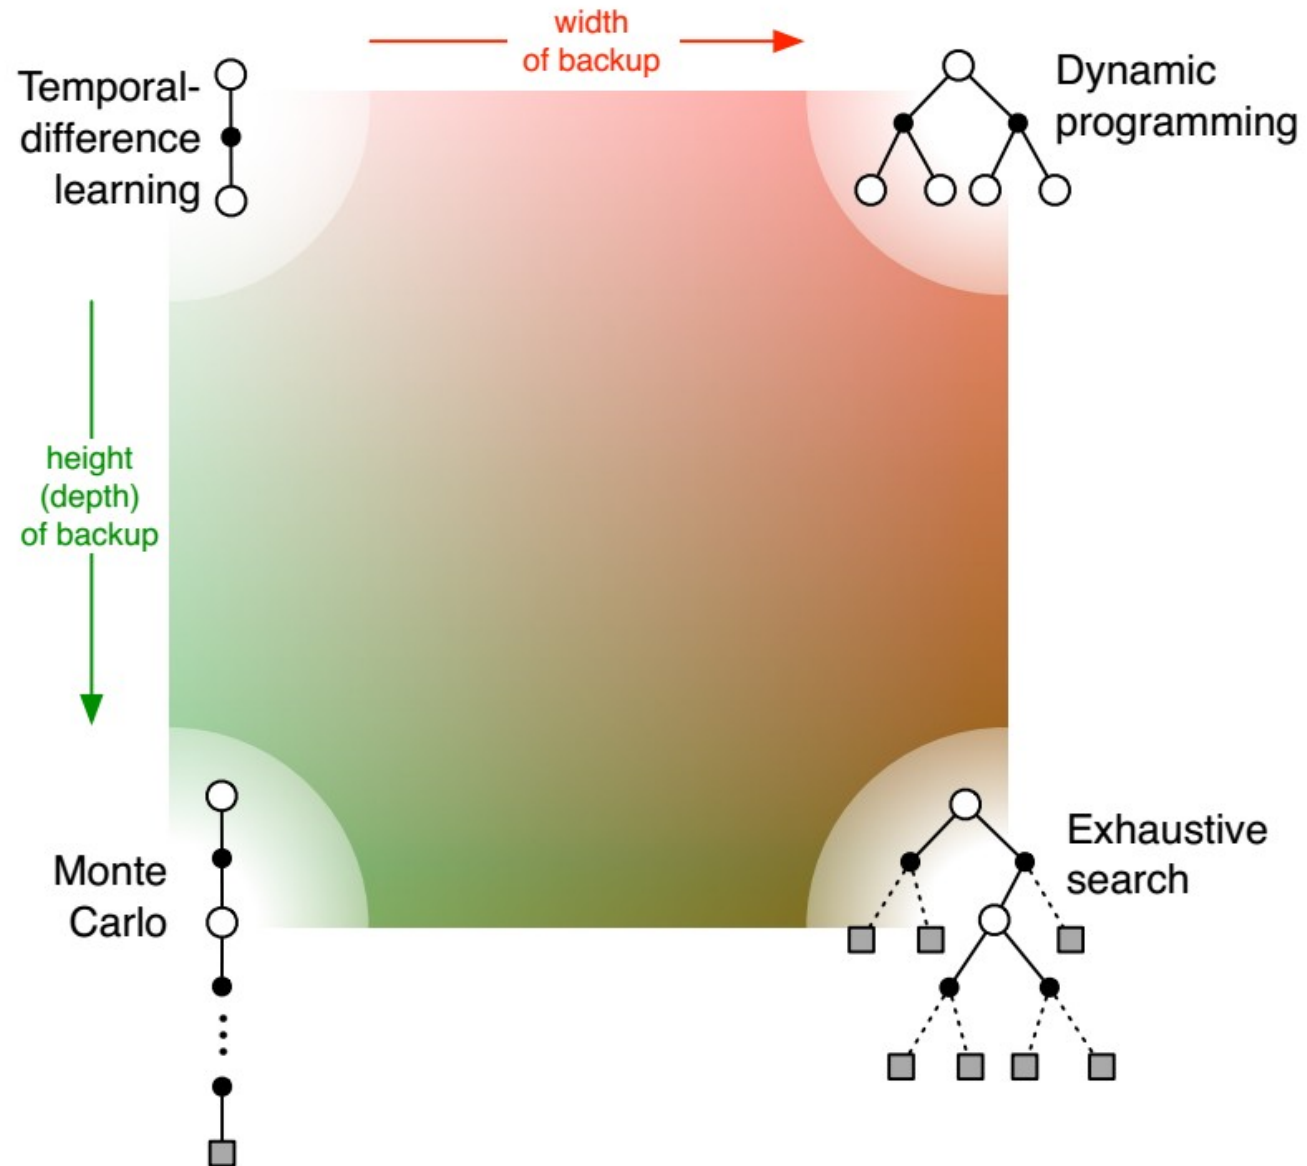 width
of backup
Temporal-
difference
learning
Dynamic
programming
height
(depth)
of backup
Monte
Carlo
Exhaustive
search